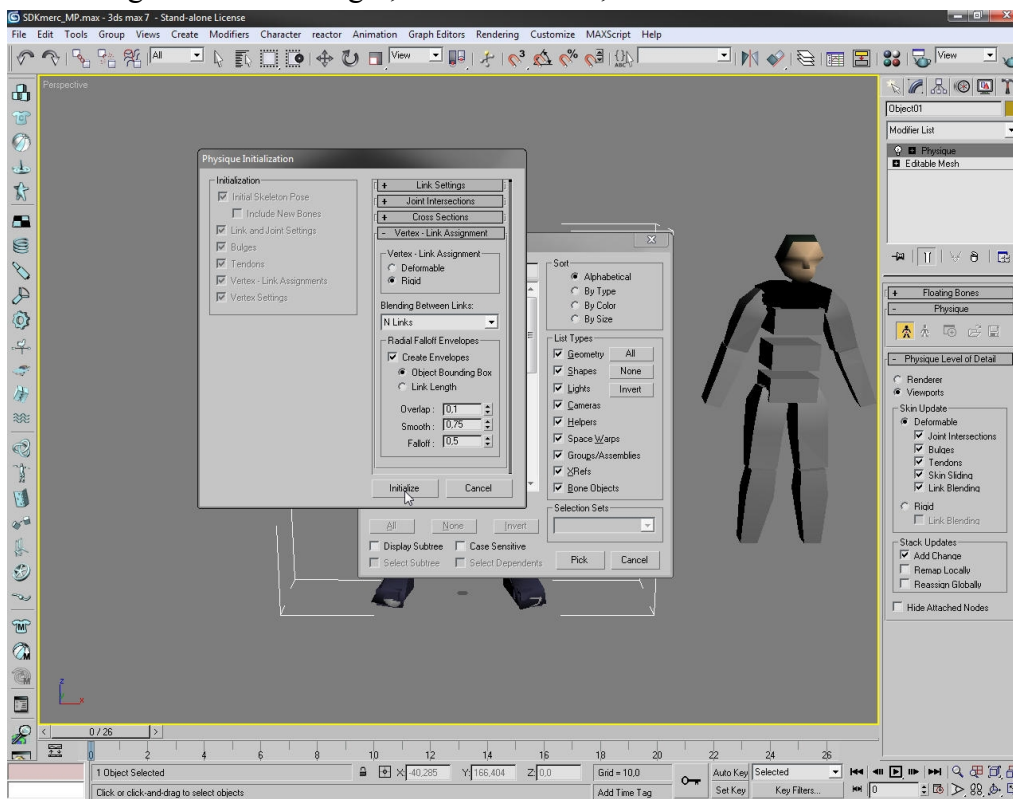 SDKmerc_MP.max - 3ds max 7 - Stand-alone License
File Edit Tools Group Views Create Modifiers Character reactor Animation Graph Editors Rendering Customize MAXScript Help
All
View
View
Perspective
Object01
Modifier List
Physique
Editable Mesh
Physique Initialization
Initialization
Initial Skeleton Pose
Include New Bones
Link and Joint Settings
Bulges
Tendons
Vertex - Link Assignments
Vertex Settings
+ Link Settings
+ Joint Intersections
+ Cross Sections
- Vertex - Link Assignment
Vertex - Link Assignment
Deformable
Rigid
Blending Between Links:
N Links
Radial Falloff Envelopes
Create Envelopes
Object Bounding Box
Link Length
Overlap : 0,1
Smooth : 0,75
Falloff : 0,5
Initialize Cancel
Sort
Alphabetical
By Type
By Color
By Size
List Types
Geometry All
Shapes None
Lights Invert
Cameras
Helpers
Space Warps
Groups/Assemblies
XRefs
Bone Objects
Selection Sets
All None Invert
Display Subtree Case Sensitive
Select Subtree Select Dependents
Pick Cancel
+ Floating Bones
- Physique
- Physique Level of Detail
Renderer
Viewports
Skin Update
Deformable
Joint Intersections
Bulges
Tendons
Skin Sliding
Link Blending
Rigid
Link Blending
Stack Updates
Add Change
Remap Locally
Reassign Globally
Hide Attached Nodes
z
x
< 0 / 26 >
0 2 4 6 8 10 12 14 16 18 20 22 24 26
1 Object Selected X: -40,285 Y: 166,404 Z: 0,0 Grid = 10,0 Auto Key Selected
Click or click-and-drag to select objects Add Time Tag Set Key Key Filters... 0